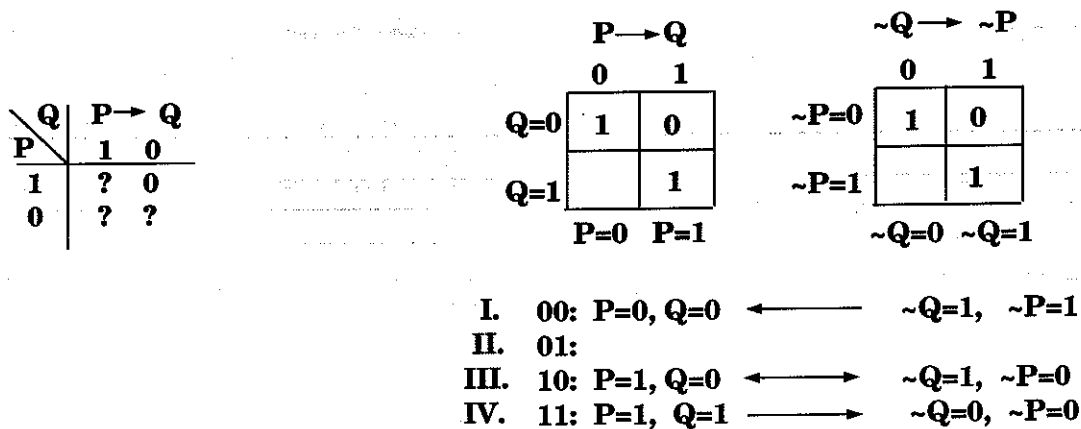 Q P→ Q
P 1 0
1 ? 0
0 ? ?
P→Q
0 1
Q=0 1 0
Q=1 1
P=0 P=1
~Q→ ~P
0 1
~P=0 1 0
~P=1 1
~Q=0 ~Q=1
I. 00: P=0, Q=0 ← ~Q=1, ~P=1
II. 01:
III. 10: P=1, Q=0 ↔ ~Q=1, ~P=0
IV. 11: P=1, Q=1 → ~Q=0, ~P=0